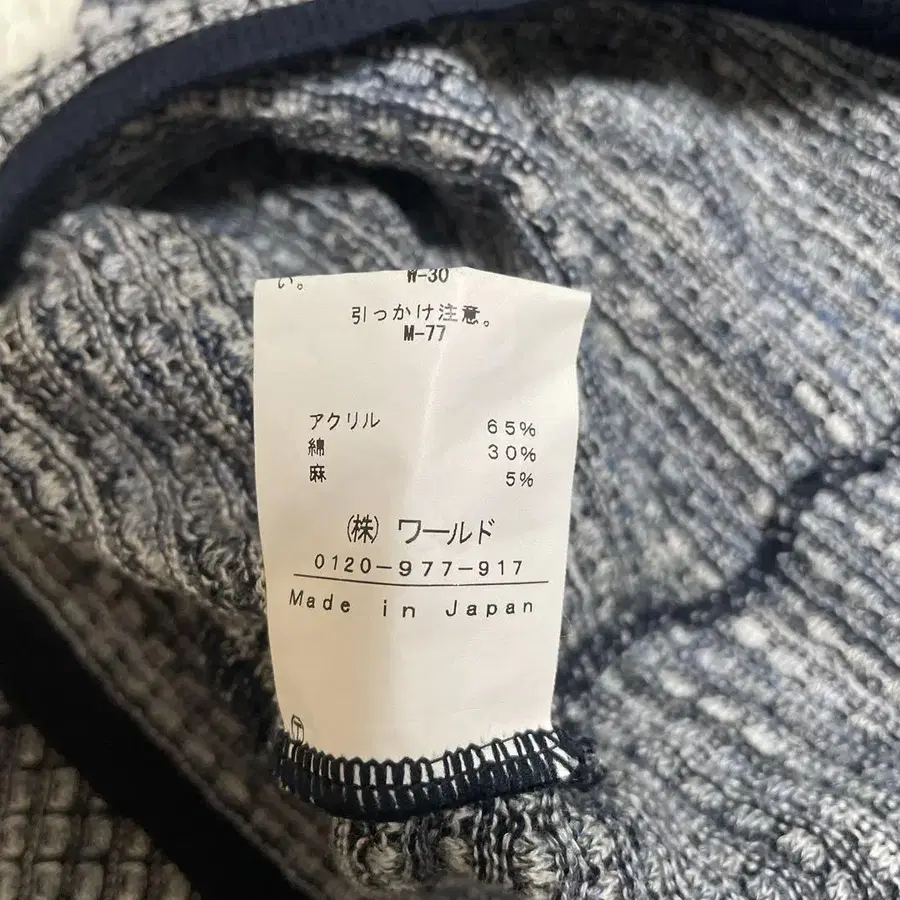 い。 W-30
引っかけ注意。
M-77
アクリル 65%
綿 30%
麻 5%
(株) ワールド
0120-977-917
Made in Japan